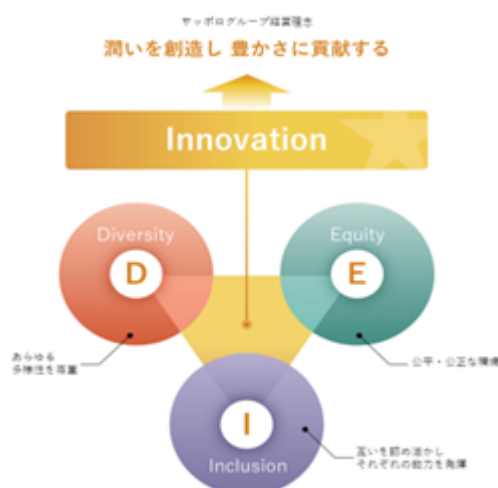 サッポログループ経営理念
潤いを創造し 豊かさに貢献する
Innovation
Diversity
Equity
D
E
あらゆる
多様性を尊重
公平・公正な環境
I
Inclusion
互いを認め活かし
それぞれの能力を発揮